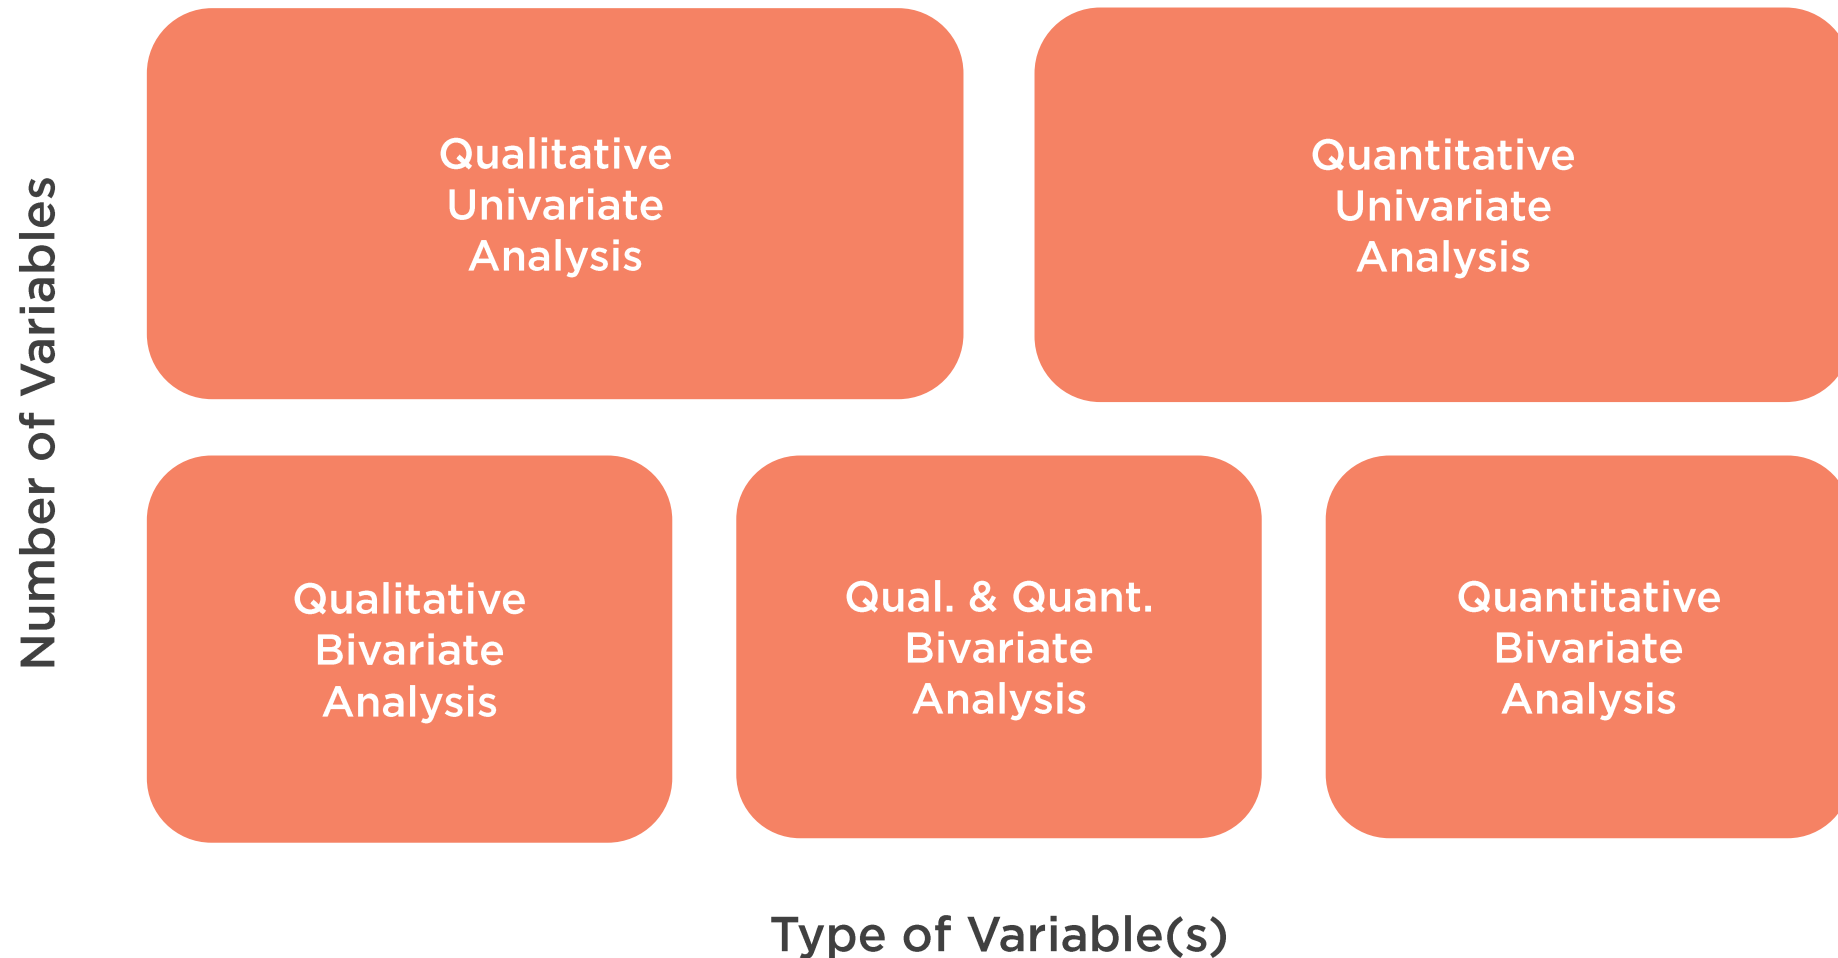 Number of Variables
Qualitative
Univariate
Analysis
Quantitative
Univariate
Analysis
Qualitative
Bivariate
Analysis
Qual. & Quant.
Bivariate
Analysis
Quantitative
Bivariate
Analysis
Type of Variable(s)